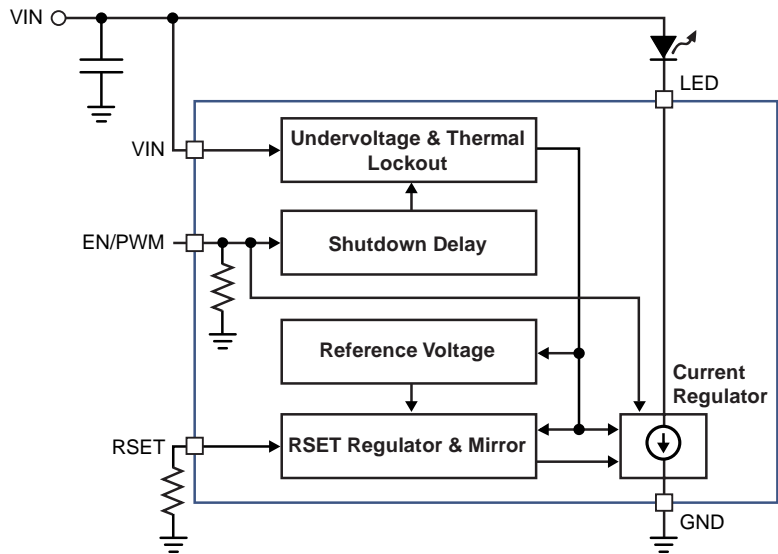 VIN
LED
VIN
Undervoltage & Thermal
Lockout
EN/PWM
Shutdown Delay
Reference Voltage
Current
Regulator
RSET
RSET Regulator & Mirror
GND